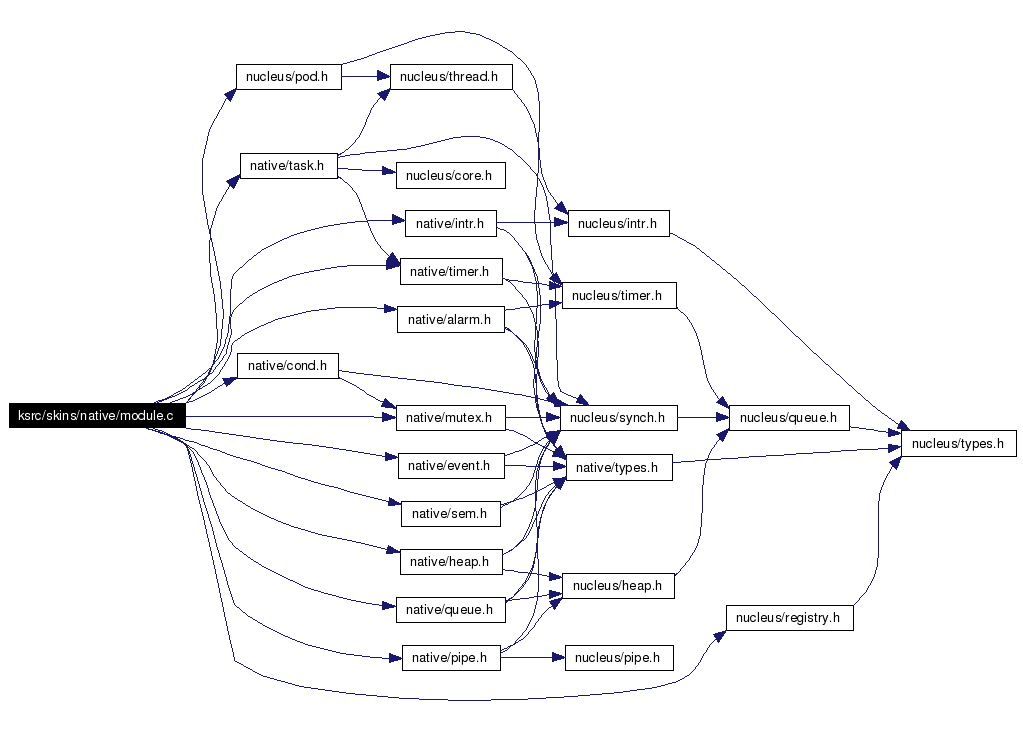 nucleus/pod.h
nucleus/thread.h
native/task.h
nucleus/core.h
native/intr.h
nucleus/intr.h
native/timer.h
nucleus/timer.h
native/alarm.h
native/cond.h
ksrc/skins/native/module.c
native/mutex.h
nucleus/synch.h
nucleus/queue.h
nucleus/types.h
native/event.h
native/types.h
native/sem.h
native/heap.h
nucleus/heap.h
native/queue.h
nucleus/registry.h
native/pipe.h
nucleus/pipe.h